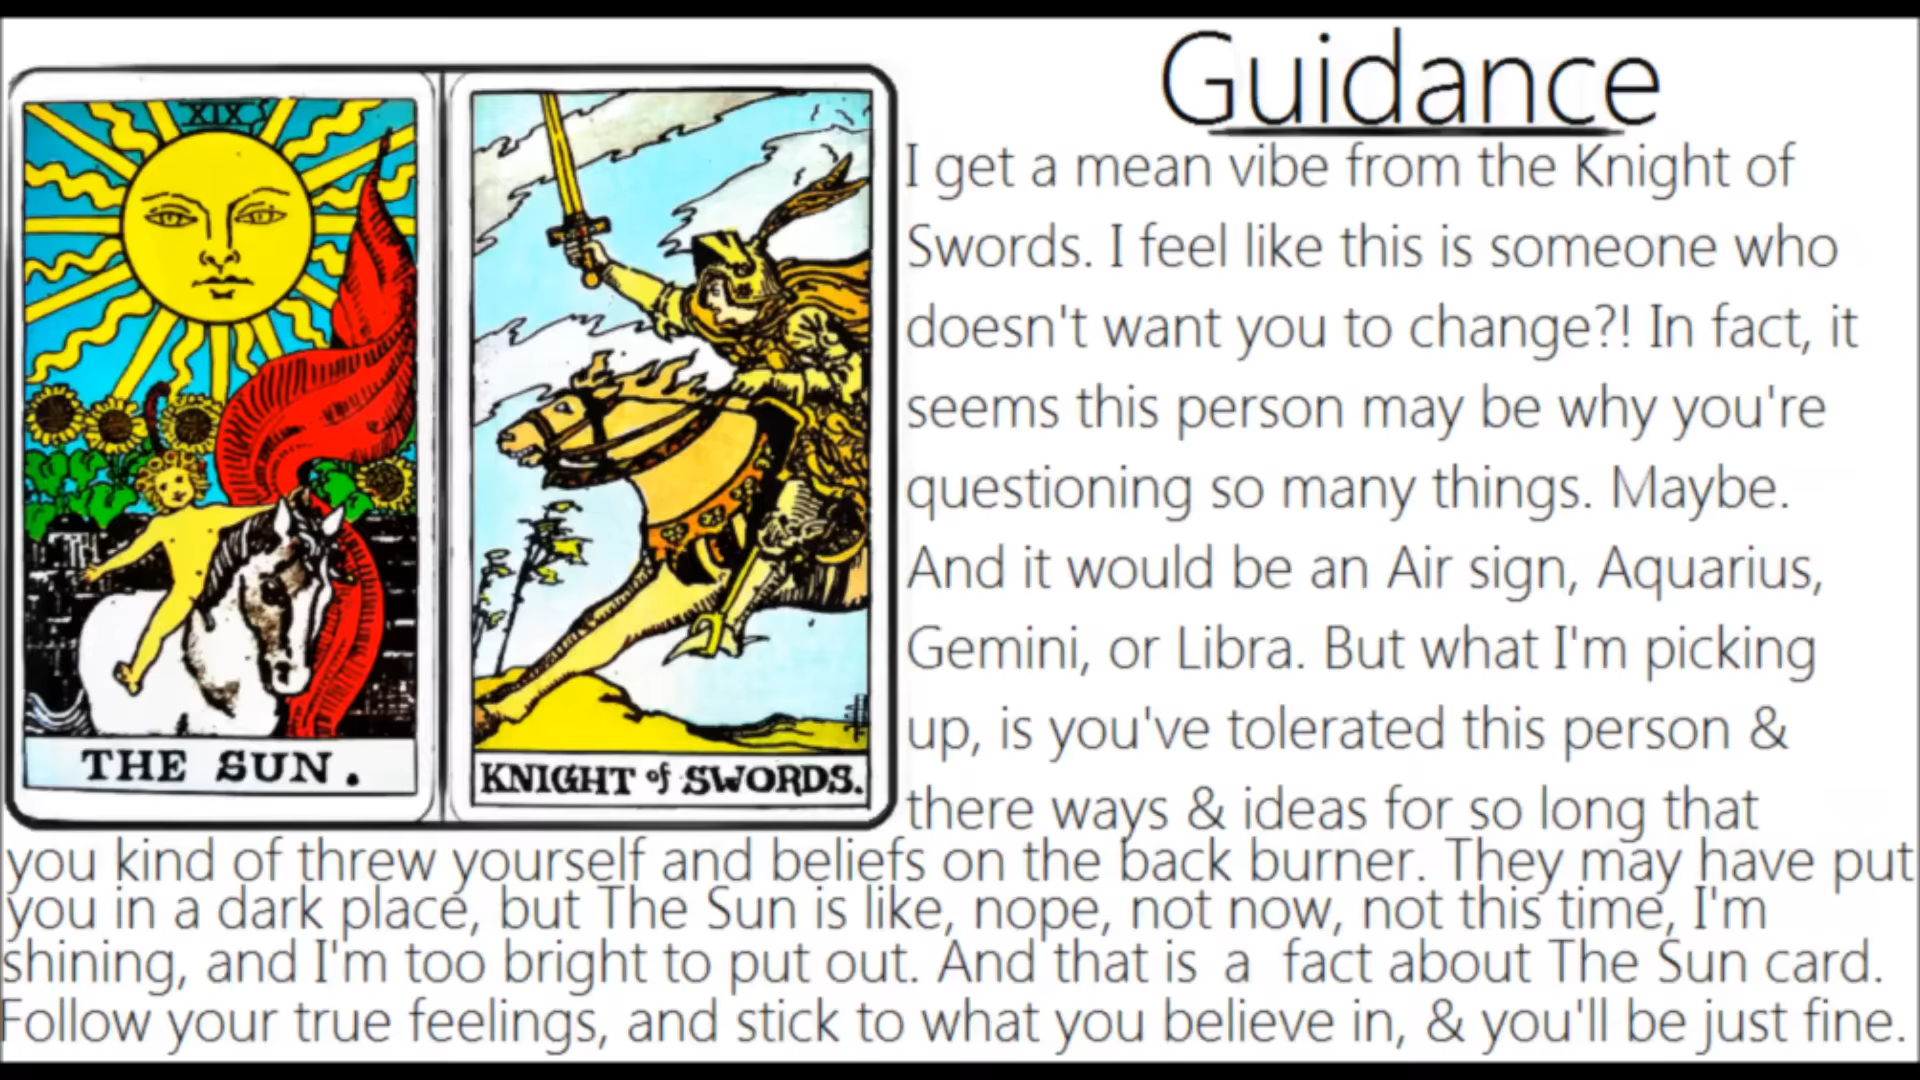 XIX
THE SUN.
KNIGHT of SWORDS.
Guidance
I get a mean vibe from the Knight of
Swords. I feel like this is someone who
doesn't want you to change?! In fact, it
seems this person may be why you're
questioning so many things. Maybe.
And it would be an Air sign, Aquarius,
Gemini, or Libra. But what I'm picking
up, is you've tolerated this person &
there ways & ideas for so long that
you kind of threw yourself and beliefs on the back burner. They may have put
you in a dark place, but The Sun is like, nope, not now, not this time, I'm
shining, and I'm too bright to put out. And that is a fact about The Sun card.
Follow your true feelings, and stick to what you believe in, & you'll be just fine.